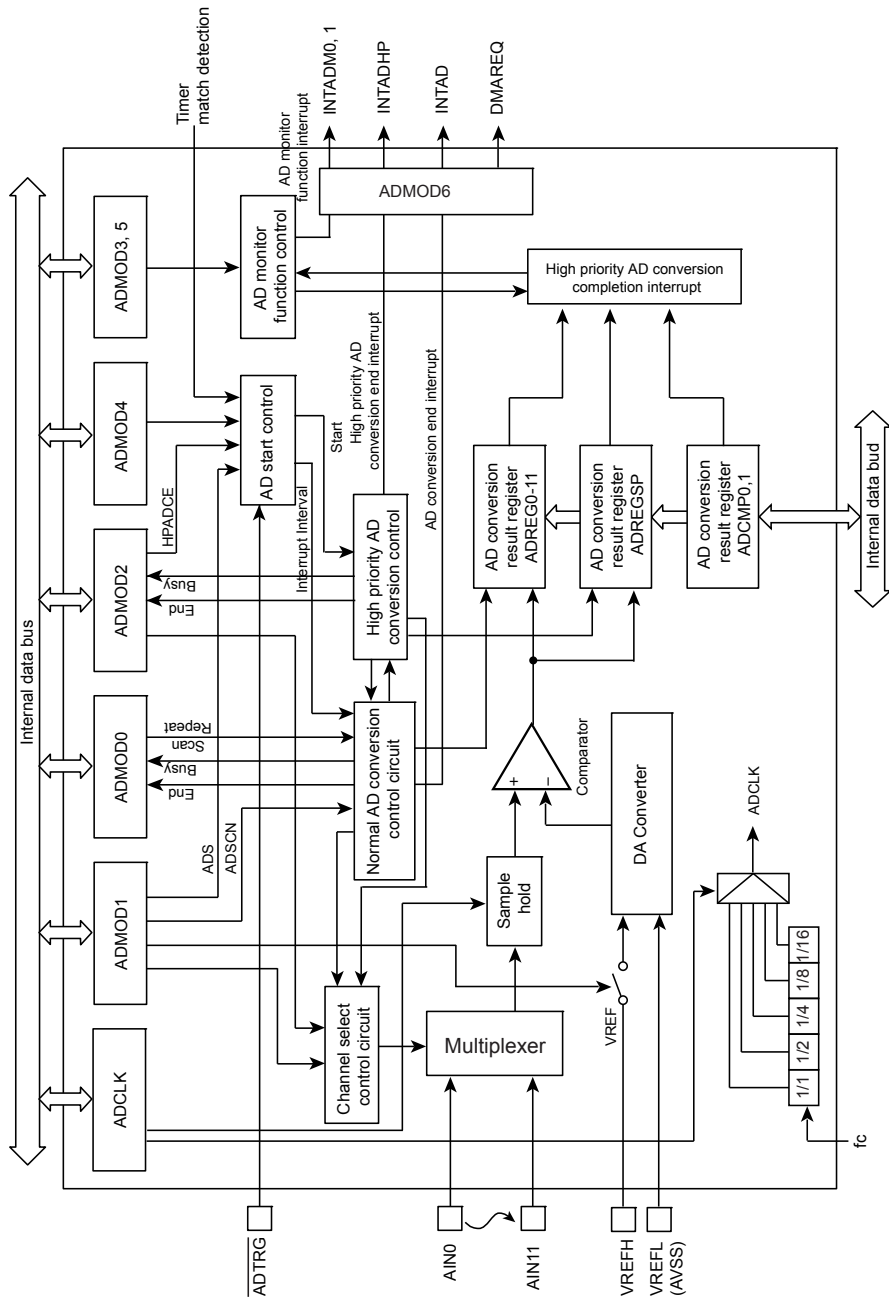 Internal data bus
ADCLK
ADMOD1
ADMOD0
ADMOD2
ADMOD4
ADMOD3, 5
Timer
match detection
ADS
ADSCN
End
Busy
Scan
Repeat
End
Busy
HPADCE
ADTRG
AD start control
AD monitor
function control
AD monitor
function interrupt
INTADM0, 1
INTADHP
INTAD
DMAREQ
ADMOD6
Interrupt Interval
Start
High priority AD
conversion end interrupt
AD conversion end interrupt
Channel select
control circuit
Normal AD conversion
control circuit
High priority AD
conversion control
High priority AD conversion
completion interrupt
AIN0
AIN11
Multiplexer
Sample
hold
+
−
Comparator
AD conversion
result register
ADREG0-11
AD conversion
result register
ADREGSP
AD conversion
result register
ADCMP0,1
VREFH
VREFL
(AVSS)
VREF
DA Converter
ADCLK
fc
1/1
1/2
1/4
1/8
1/16
Internal data bud